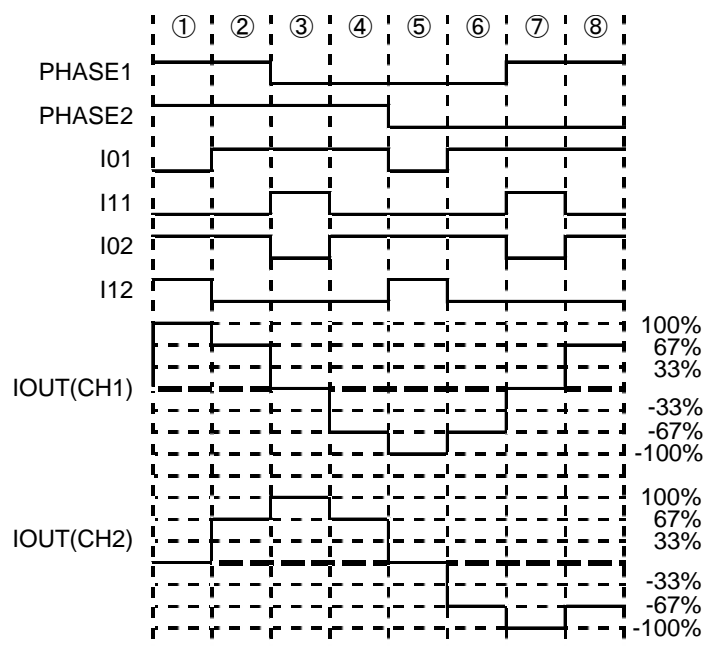 ① ② ③ ④ ⑤ ⑥ ⑦ ⑧
PHASE1
PHASE2
I01
I11
I02
I12
100%
67%
33%
IOUT(CH1)
-33%
-67%
-100%
100%
67%
IOUT(CH2)
33%
-33%
-67%
-100%